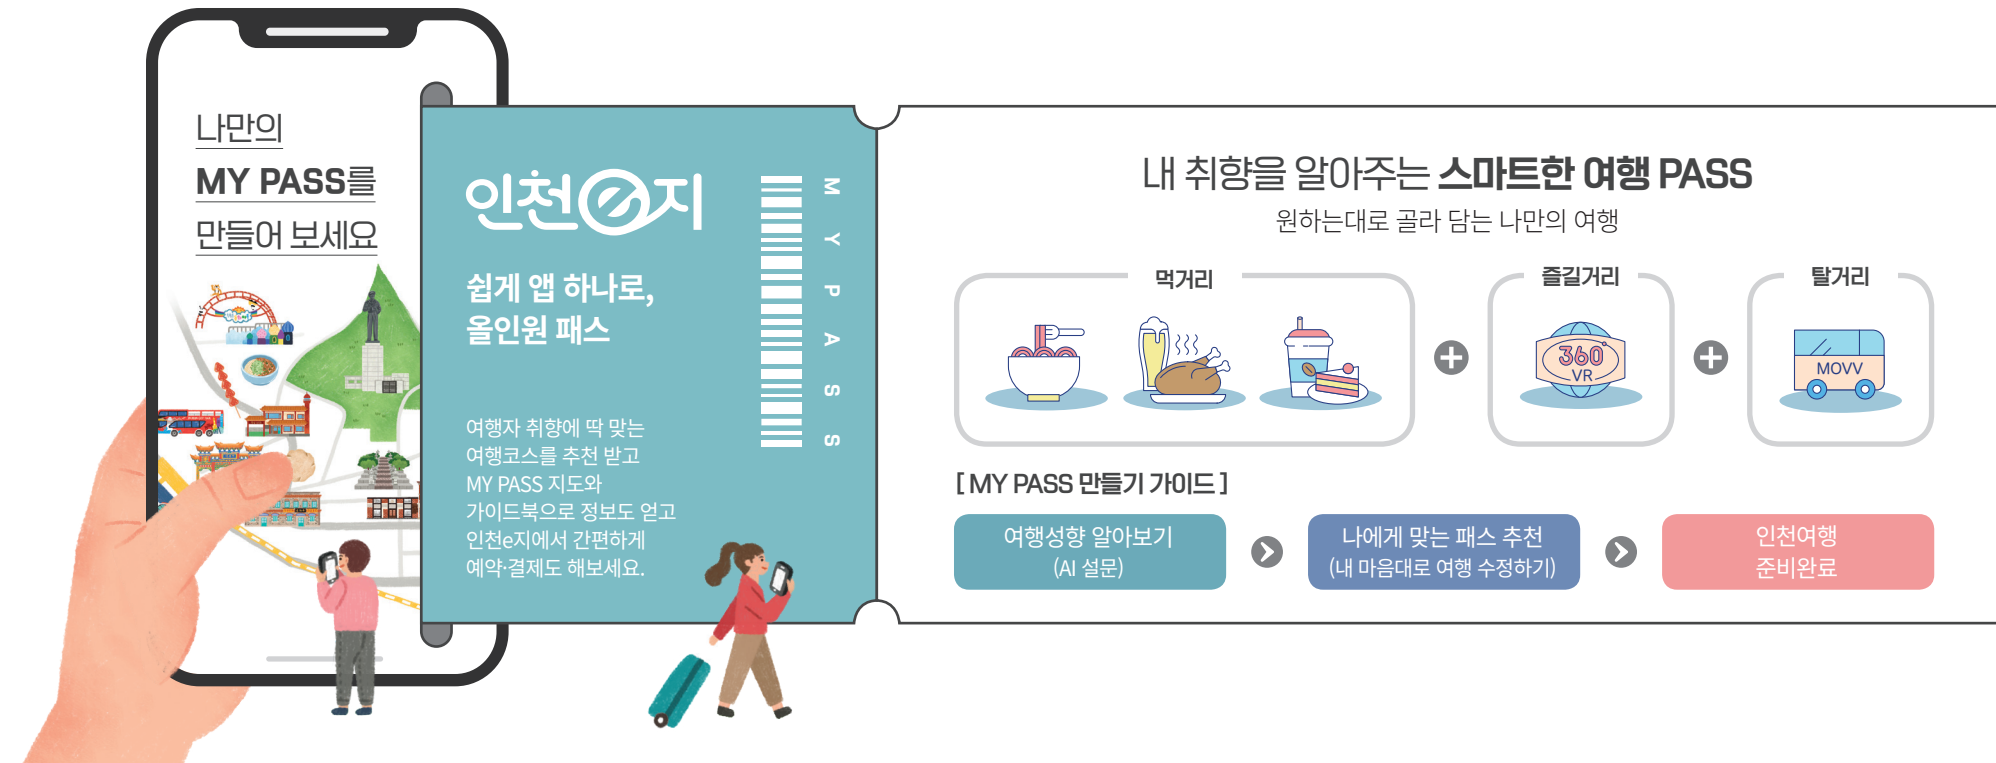 나만의
MY PASS를
만들어 보세요
인천e지
쉽게 앱 하나로,
올인원 패스
여행자 취향에 딱 맞는
여행코스를 추천 받고
MY PASS 지도와
가이드북으로 정보도 얻고
인천e지에서 간편하게
예약·결제도 해보세요.
MY PASS
내 취향을 알아주는 스마트한 여행 PASS
원하는대로 골라 담는 나만의 여행
먹거리
즐길거리
360
VR
탈거리
MOVV
[ MY PASS 만들기 가이드 ]
여행성향 알아보기
(AI 설문)
나에게 맞는 패스 추천
(내 마음대로 여행 수정하기)
인천여행
준비완료